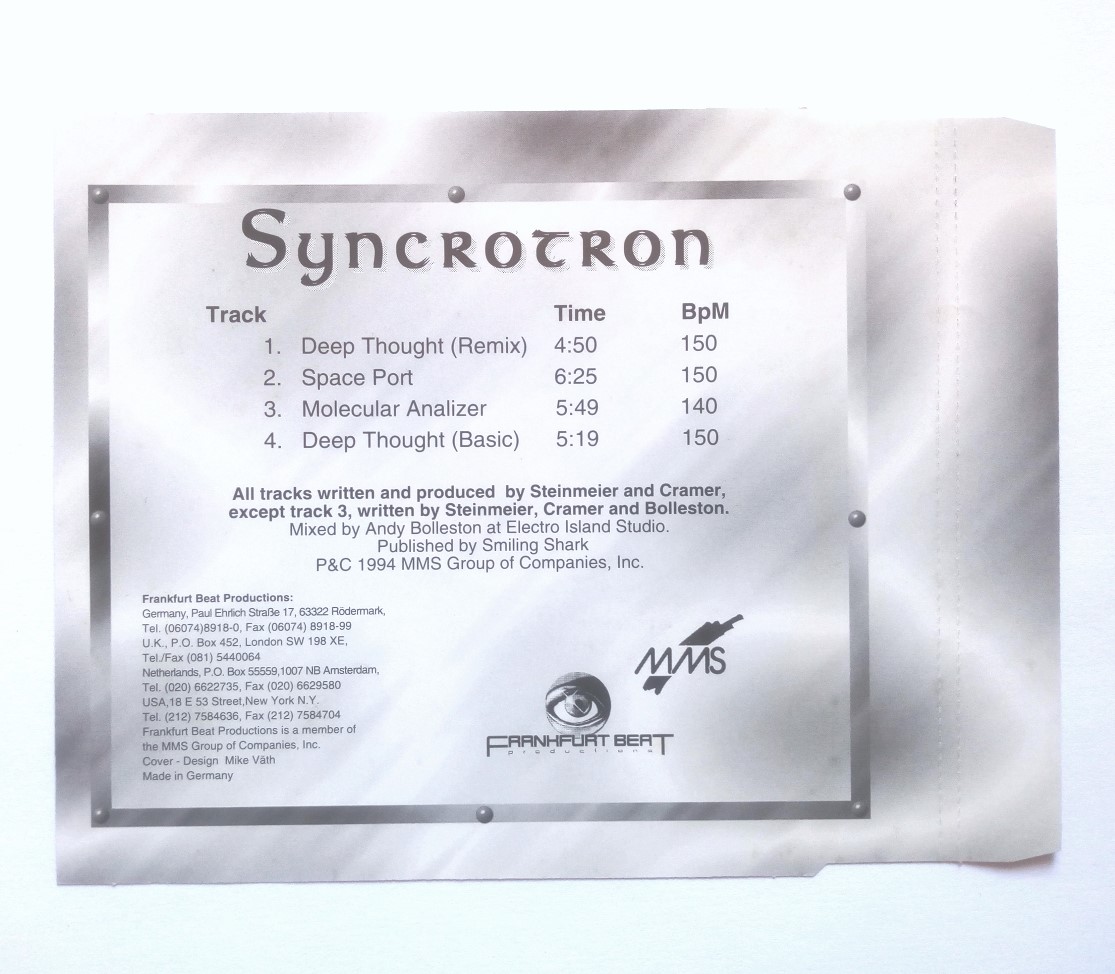 Syncrotron
Track Time BpM
1. Deep Thought (Remix) 4:50 150
2. Space Port 6:25 150
3. Molecular Analizer 5:49 140
4. Deep Thought (Basic) 5:19 150
All tracks written and produced by Steinmeier and Cramer,
except track 3, written by Steinmeier, Cramer and Bolleston.
Mixed by Andy Bolleston at Electro Island Studio.
Published by Smiling Shark
P&C 1994 MMS Group of Companies, Inc.
Frankfurt Beat Productions:
Germany, Paul Ehrlich Straße 17, 63322 Rödermark,
Tel. (06074)8918-0, Fax (06074) 8918-99
U.K., P.O. Box 452, London SW 198 XE,
Tel./Fax (081) 5440064
Netherlands, P.O. Box 55559,1007 NB Amsterdam,
Tel. (020) 6622735, Fax (020) 6629580
USA,18 E 53 Street,New York N.Y.
Tel. (212) 7584636, Fax (212) 7584704
Frankfurt Beat Productions is a member of
the MMS Group of Companies, Inc.
Cover - Design Mike Väth
Made in Germany
MMS
FRANKFURT BEAT
productions